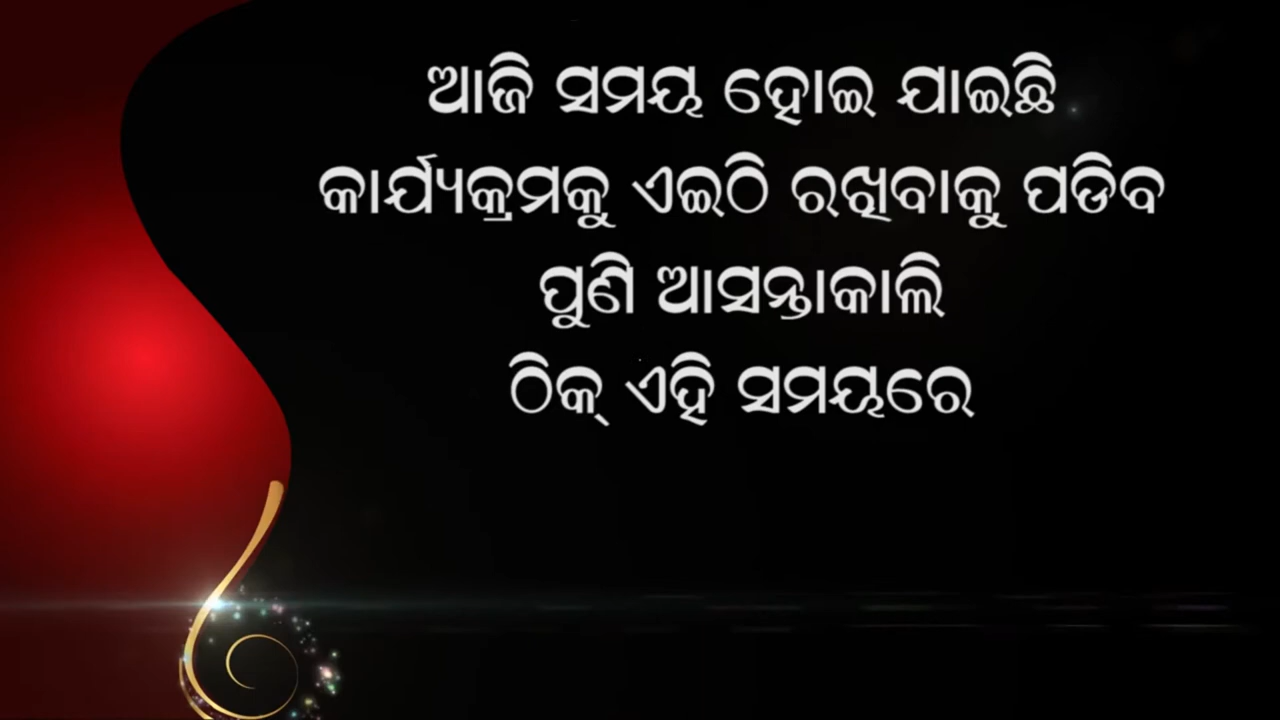 ଆଜି ସମୟ ହୋଇ ଯାଇଛି
କାର୍ଯ୍ୟକ୍ରମକୁ ଏଇଠି ରଖିବାକୁ ପଡିବ
ପୁଣି ଆସନ୍ତାକାଲି
ଠିକ୍ ଏହି ସମୟରେ